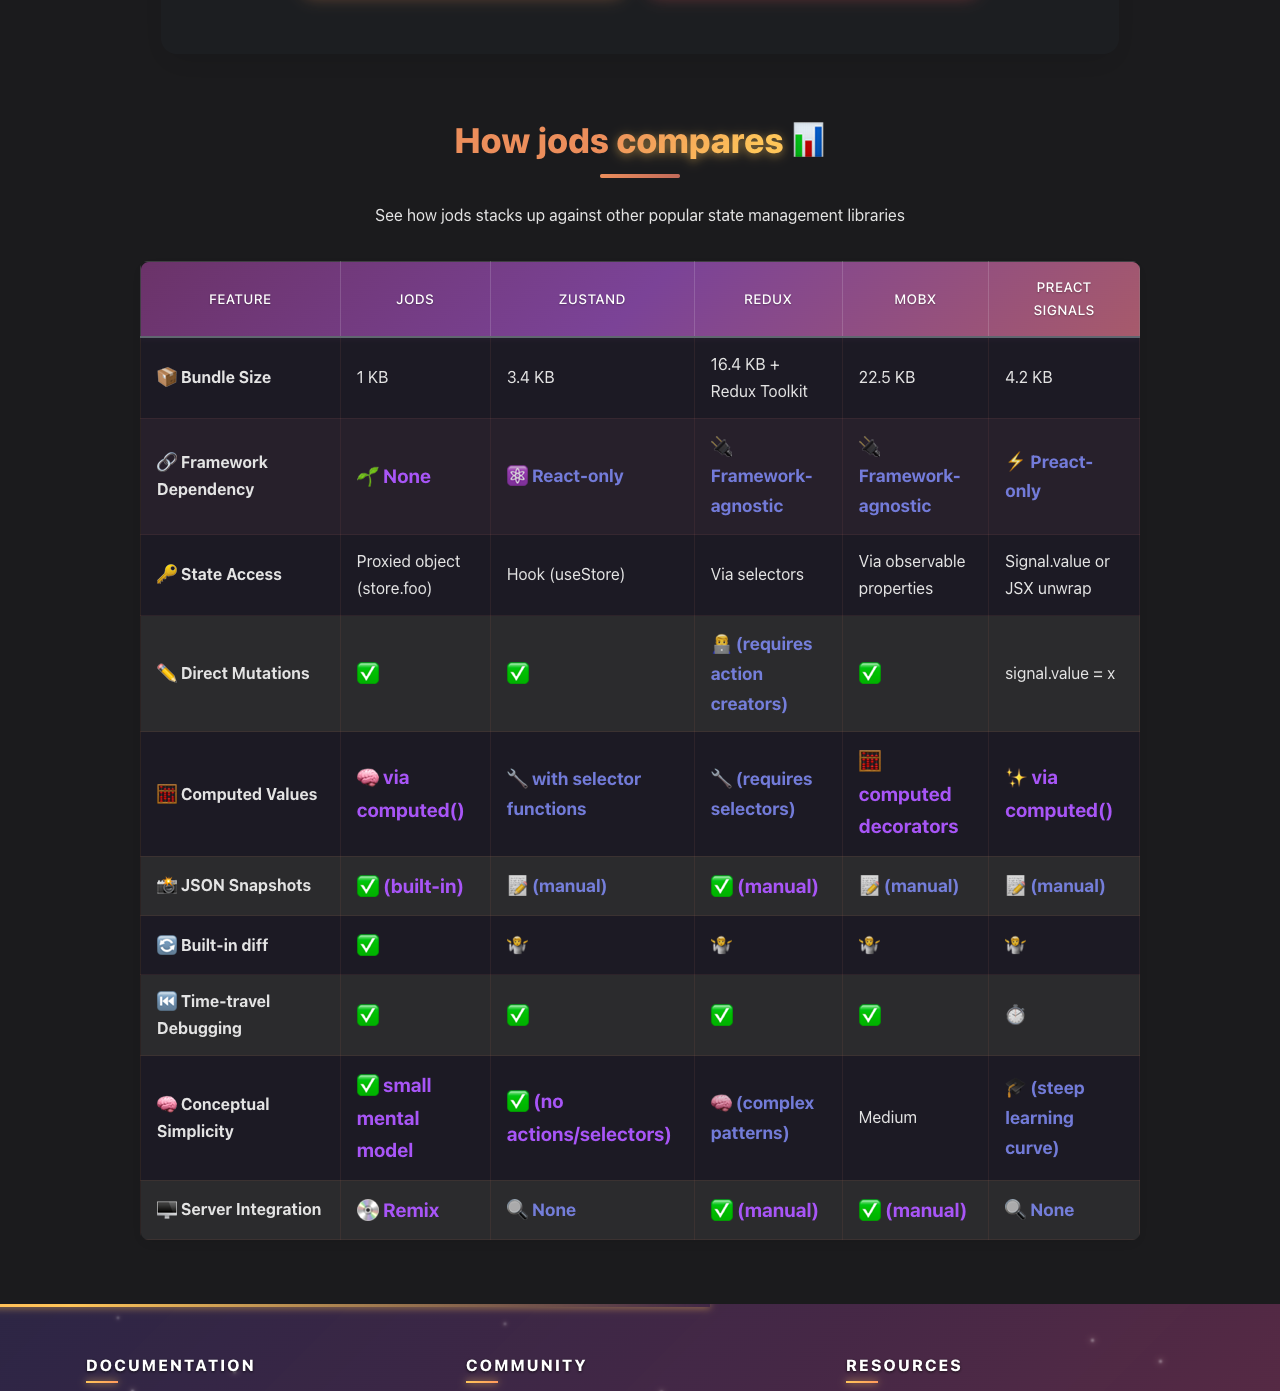 How jods compares 📊
See how jods stacks up against other popular state management libraries
FEATURE
JODS
ZUSTAND
REDUX
MOBX
PREACT
SIGNALS
📦 Bundle Size
1 KB
3.4 KB
16.4 KB +
Redux Toolkit
22.5 KB
4.2 KB
🔗 Framework
Dependency
🌱 None
⚛️ React-only
🔌
Framework-
agnostic
🔌
Framework-
agnostic
⚡ Preact-
only
🔑 State Access
Proxied object
(store.foo)
Hook (useStore)
Via selectors
Via observable
properties
Signal.value or
JSX unwrap
✏️ Direct Mutations
✅
✅
👨‍💻 (requires
action
creators)
✅
signal.value = x
🧮 Computed Values
🧠 via
computed()
🔧 with selector
functions
🔧 (requires
selectors)
🧮
computed
decorators
✨ via
computed()
📸 JSON Snapshots
✅ (built-in)
📝 (manual)
✅ (manual)
📝 (manual)
📝 (manual)
🔄 Built-in diff
✅
🤷
🤷
🤷
🤷
⏮️ Time-travel
Debugging
✅
✅
✅
✅
⏱️
🧠 Conceptual
Simplicity
✅ small
mental
model
✅ (no
actions/selectors)
🧠 (complex
patterns)
Medium
🎓 (steep
learning
curve)
🖥️ Server Integration
💿 Remix
🔍 None
✅ (manual)
✅ (manual)
🔍 None
DOCUMENTATION
COMMUNITY
RESOURCES